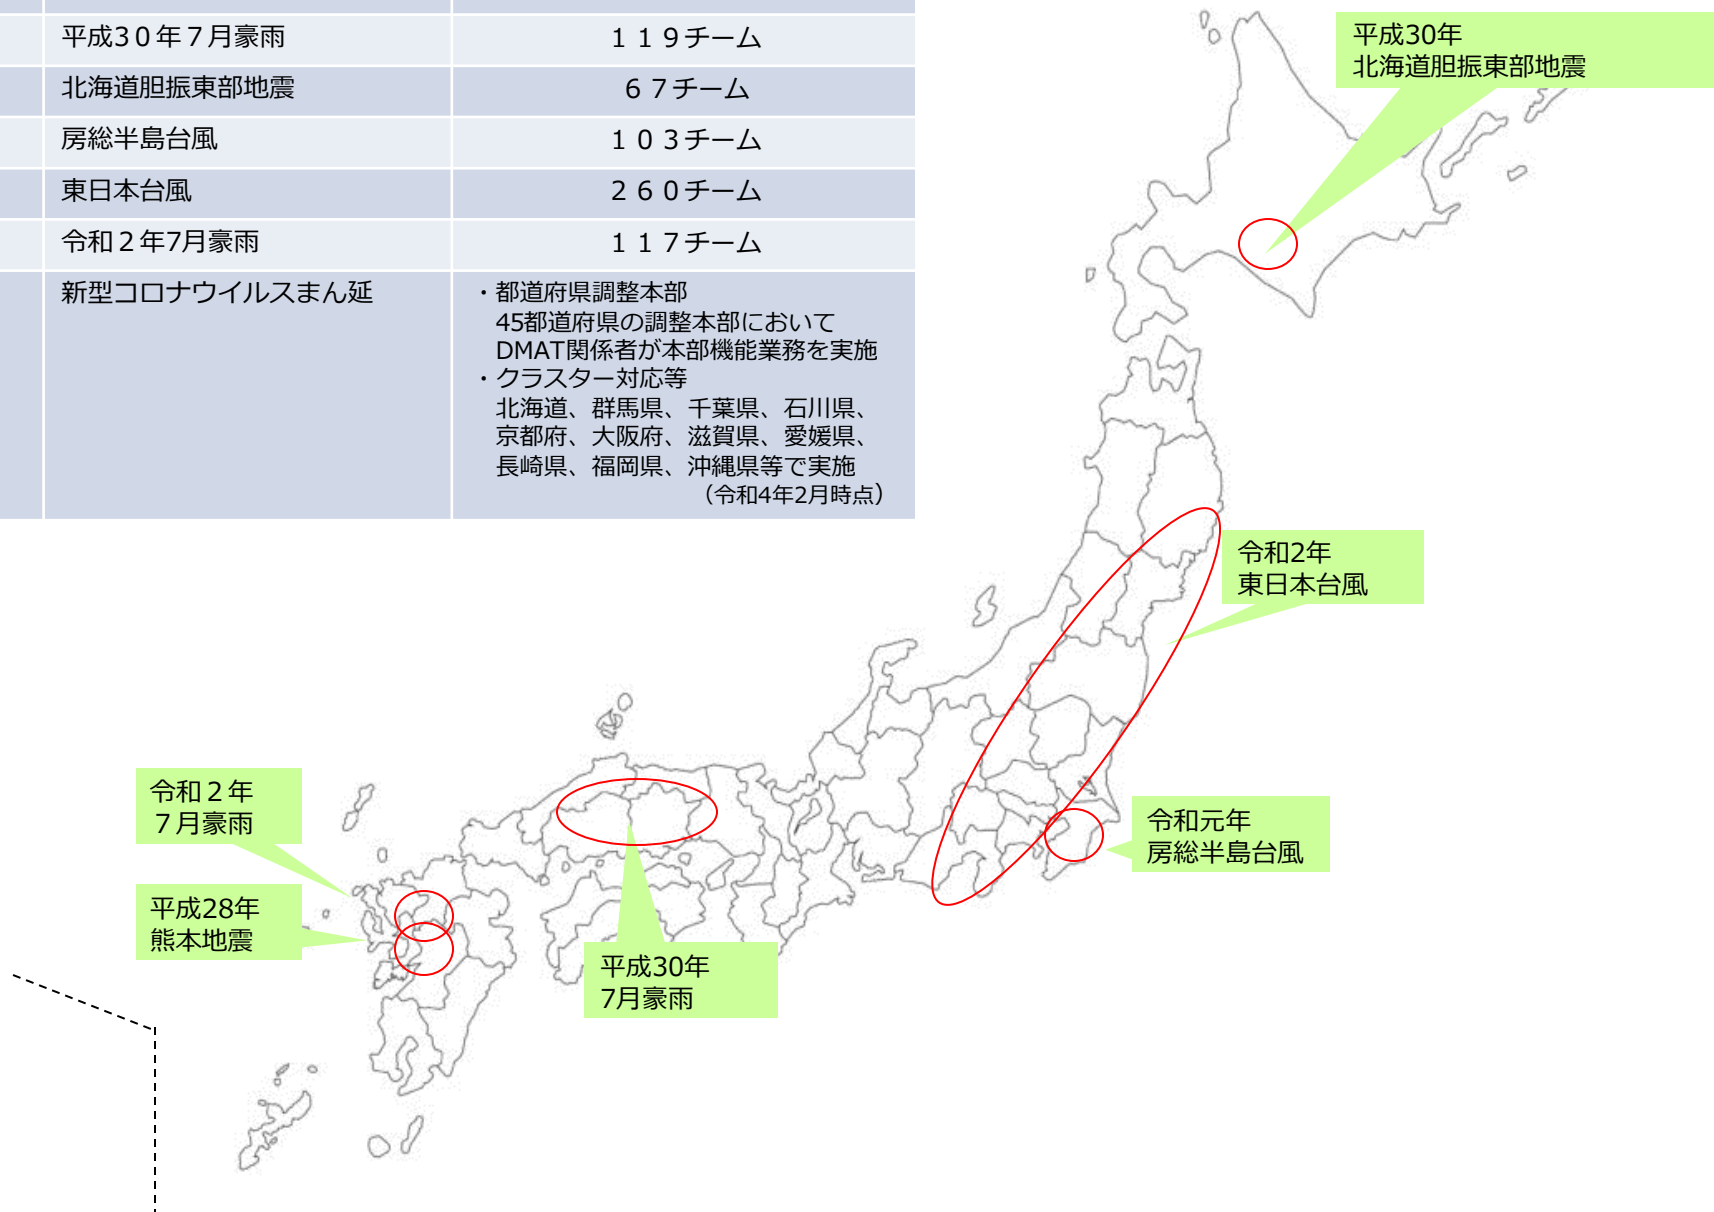 平成3０年７月豪雨
１１９チーム
北海道胆振東部地震
６７チーム
房総半島台風
１０３チーム
東日本台風
２６０チーム
令和２年7月豪雨
１１７チーム
新型コロナウイルスまん延
・都道府県調整本部
45都道府県の調整本部において
DMAT関係者が本部機能業務を実施
・クラスター対応等
北海道、群馬県、千葉県、石川県、
京都府、大阪府、滋賀県、愛媛県、
長崎県、福岡県、沖縄県等で実施
（令和4年2月時点）
平成30年
北海道胆振東部地震
令和2年
東日本台風
令和元年
房総半島台風
令和２年
７月豪雨
平成28年
熊本地震
平成30年
7月豪雨